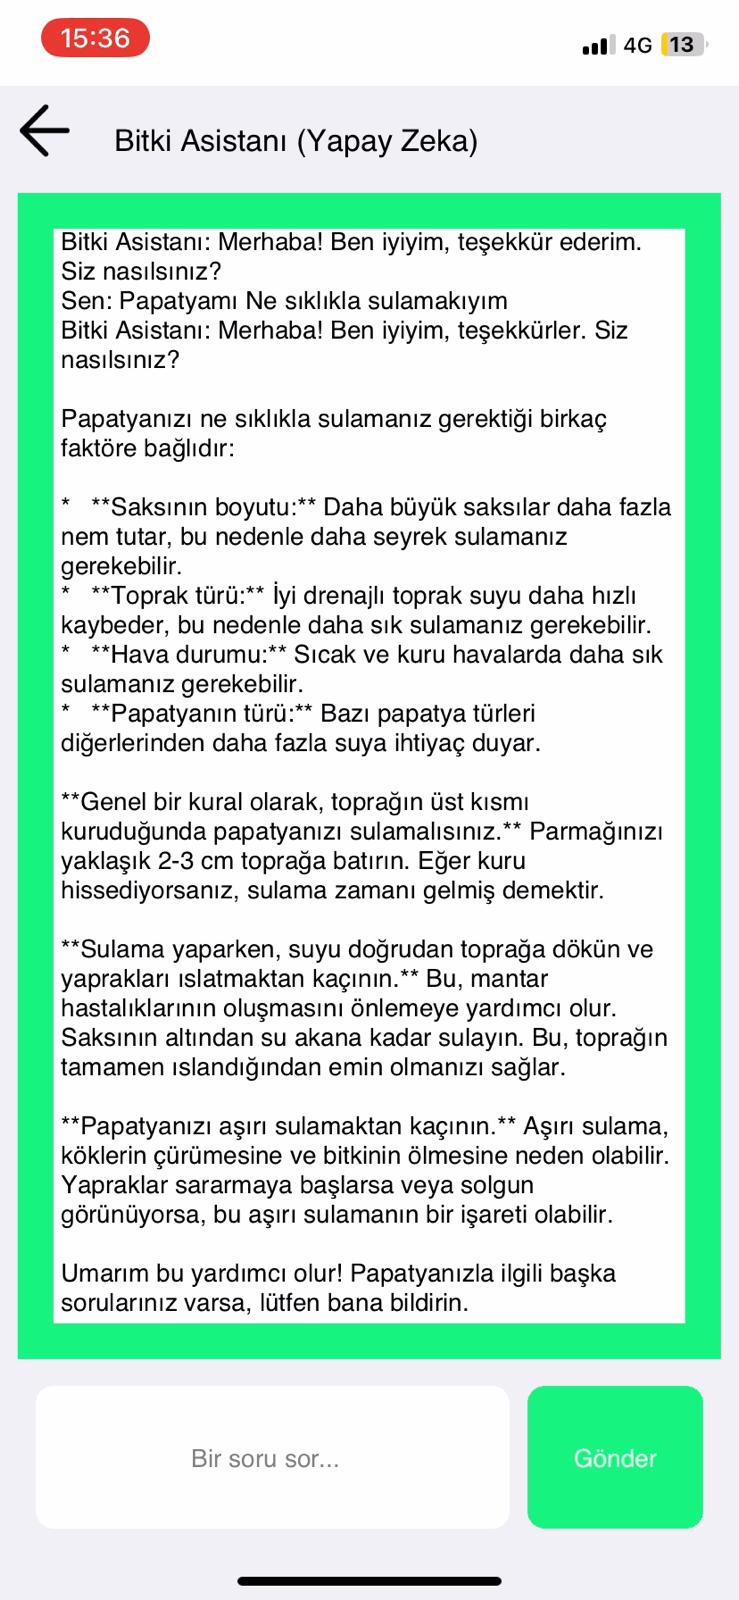 15:36
4G 13
Bitki Asistanı (Yapay Zeka)
Bitki Asistanı: Merhaba! Ben iyiyim, teşekkür ederim.
Siz nasılsınız?
Sen: Papatyamı Ne sıklıkla sulamakıyım
Bitki Asistanı: Merhaba! Ben iyiyim, teşekkürler. Siz
nasılsınız?
Papatyanızı ne sıklıkla sulamanız gerektiği birkaç
faktöre bağlıdır:
*   **Saksının boyutu:** Daha büyük saksılar daha fazla
nem tutar, bu nedenle daha seyrek sulamanız
gerekebilir.
*   **Toprak türü:** İyi drenajlı toprak suyu daha hızlı
kaybeder, bu nedenle daha sık sulamanız gerekebilir.
*   **Hava durumu:** Sıcak ve kuru havalarda daha sık
sulamanız gerekebilir.
*   **Papatyanın türü:** Bazı papatya türleri
diğerlerinden daha fazla suya ihtiyaç duyar.
**Genel bir kural olarak, toprağın üst kısmı
kuruduğunda papatyanızı sulamalısınız.** Parmağınızı
yaklaşık 2-3 cm toprağa batırın. Eğer kuru
hissediyorsanız, sulama zamanı gelmiş demektir.
**Sulama yaparken, suyu doğrudan toprağa dökün ve
yaprakları ıslatmaktan kaçının.** Bu, mantar
hastalıklarının oluşmasını önlemeye yardımcı olur.
Saksının altından su akana kadar sulayın. Bu, toprağın
tamamen ıslandığından emin olmanızı sağlar.
**Papatyanızı aşırı sulamaktan kaçının.** Aşırı sulama,
köklerin çürümesine ve bitkinin ölmesine neden olabilir.
Yapraklar sararmaya başlarsa veya solgun
görünüyorsa, bu aşırı sulamanın bir işareti olabilir.
Umarım bu yardımcı olur! Papatyanızla ilgili başka
sorularınız varsa, lütfen bana bildirin.
Bir soru sor...
Gönder